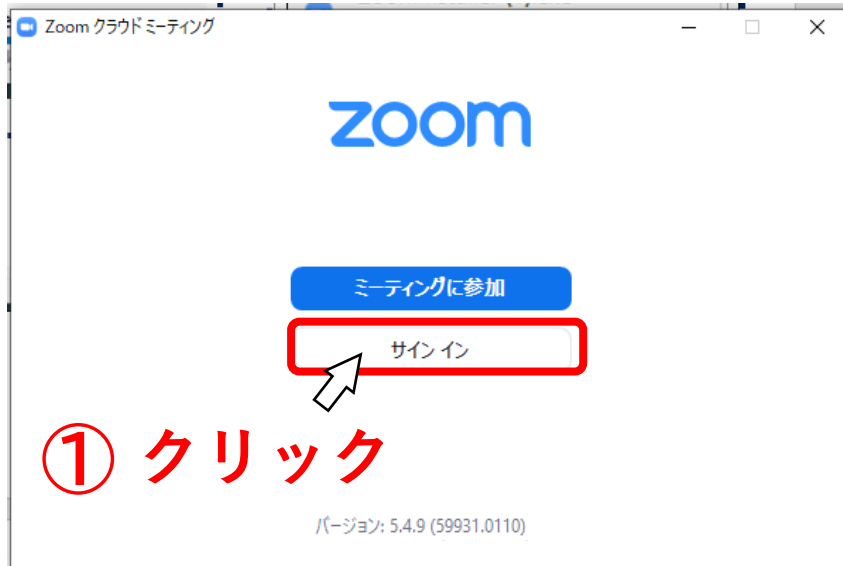 Zoom クラウド ミーティング
zoom
ミーティングに参加
サイン イン
① クリック
バージョン: 5.4.9 (59931.0110)